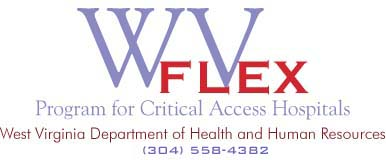 WV FLEX
Program for Critical Access Hospitals
West Virginia Department of Health and Human Resources
(304) 558-4382